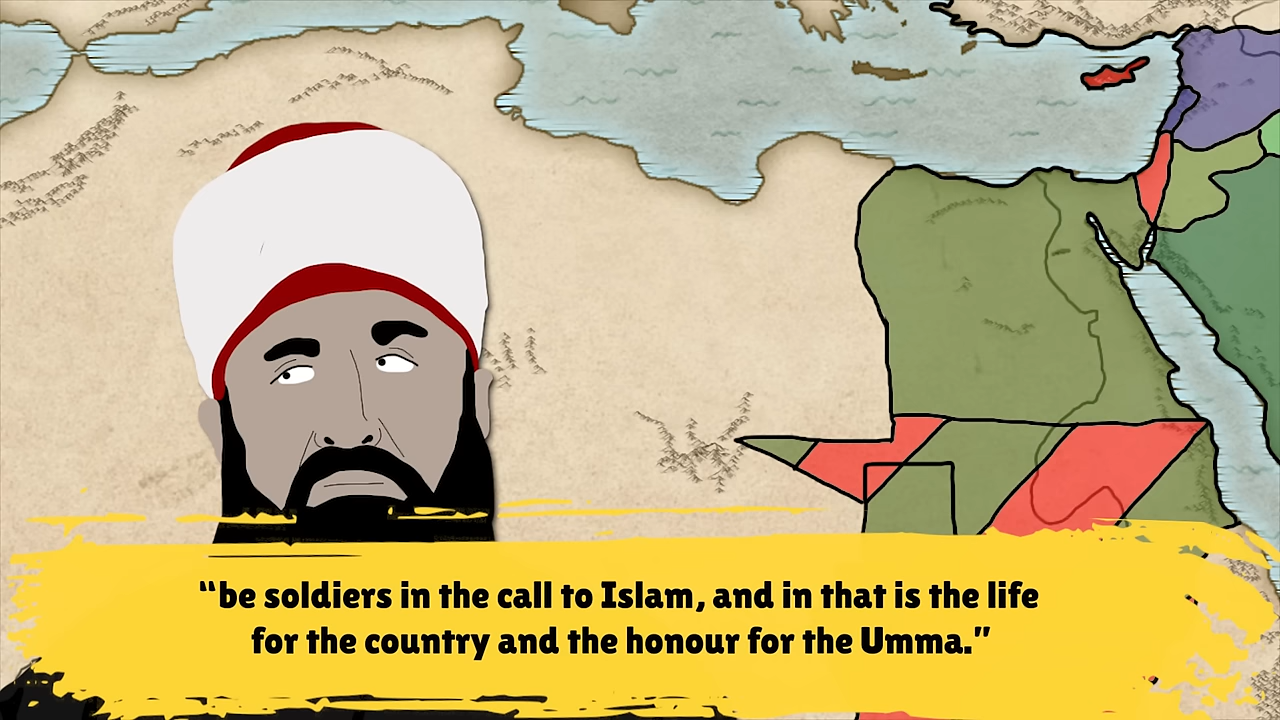 “be soldiers in the call to Islam, and in that is the life
for the country and the honour for the Umma.”